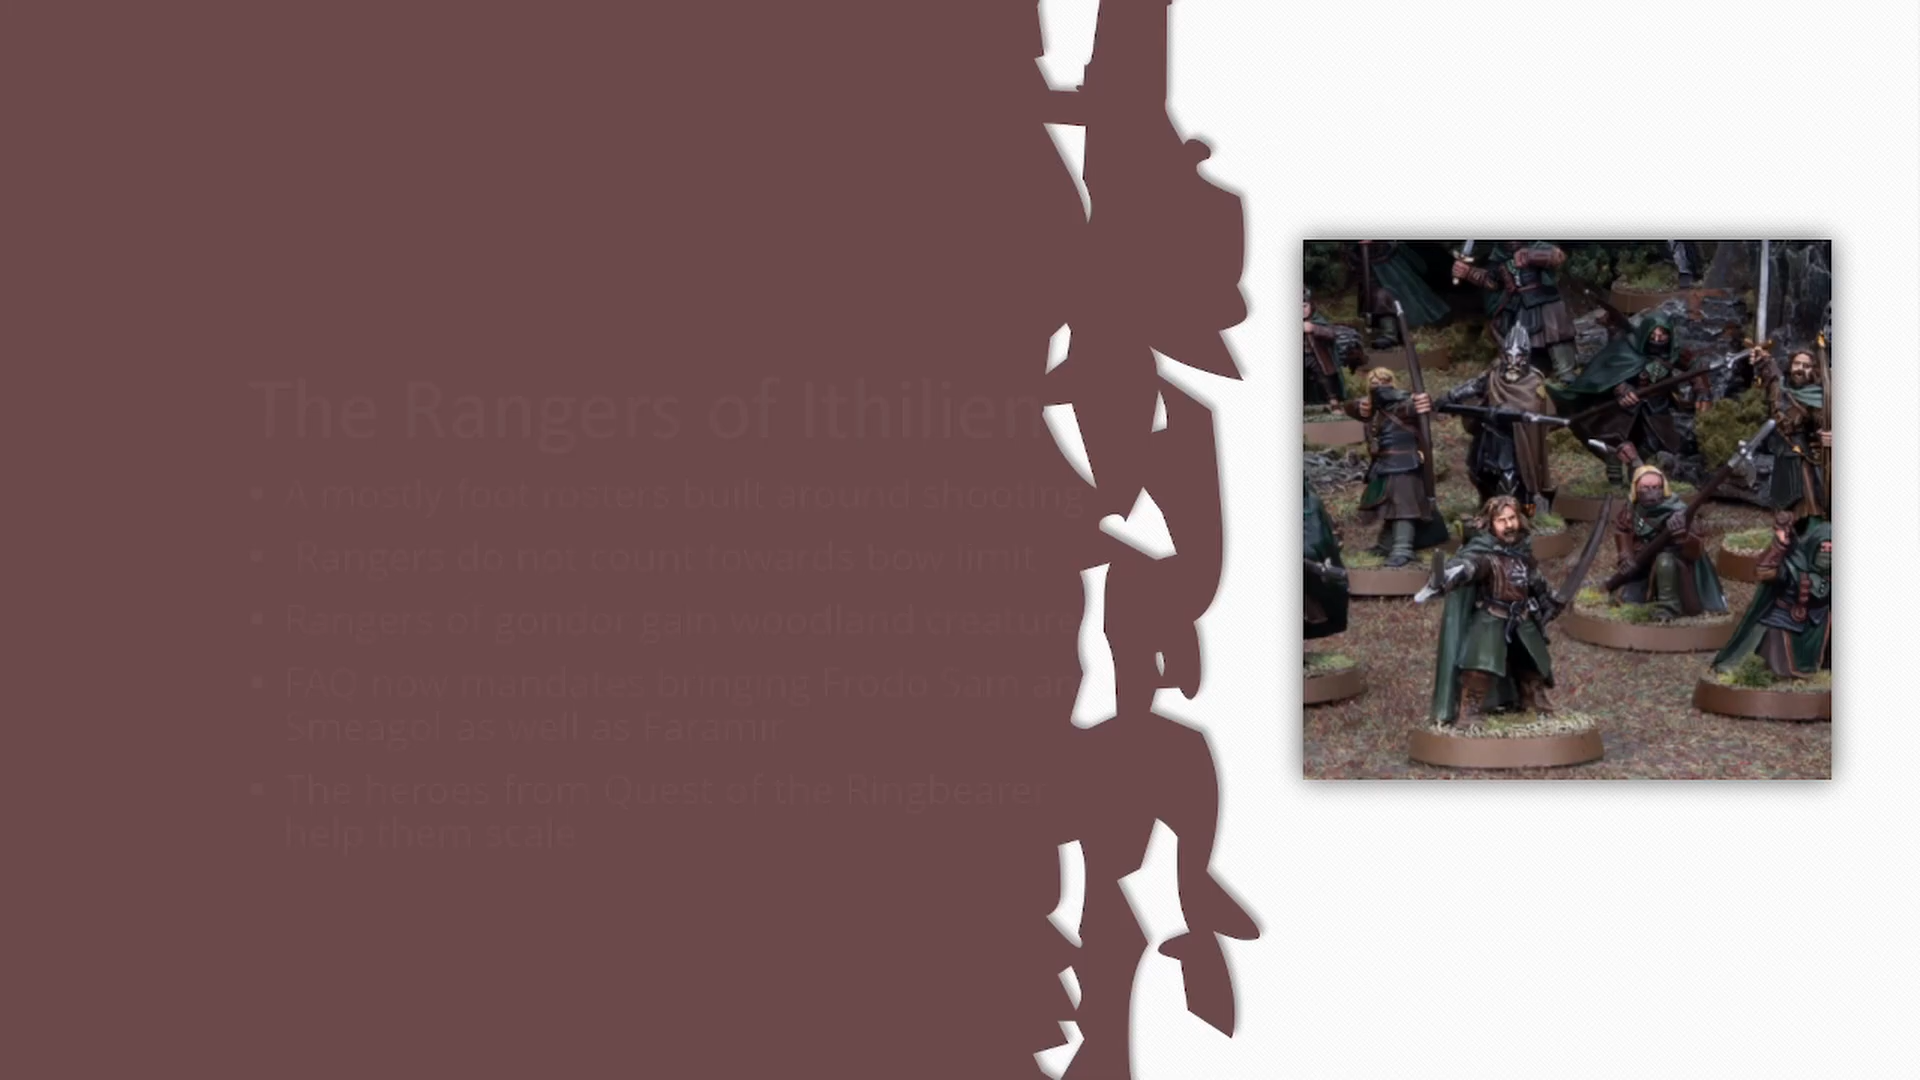 The Rangers of Ithilien
▪ A mostly foot rosters built around shooting
▪ Rangers do not count towards bow limit
▪ Rangers of gondor gain woodland creature
▪ FAQ now mandates bringing Frodo Sam an
Smeagol as well as Faramir
▪ The heroes from Quest of the Ringbearer
help them scale